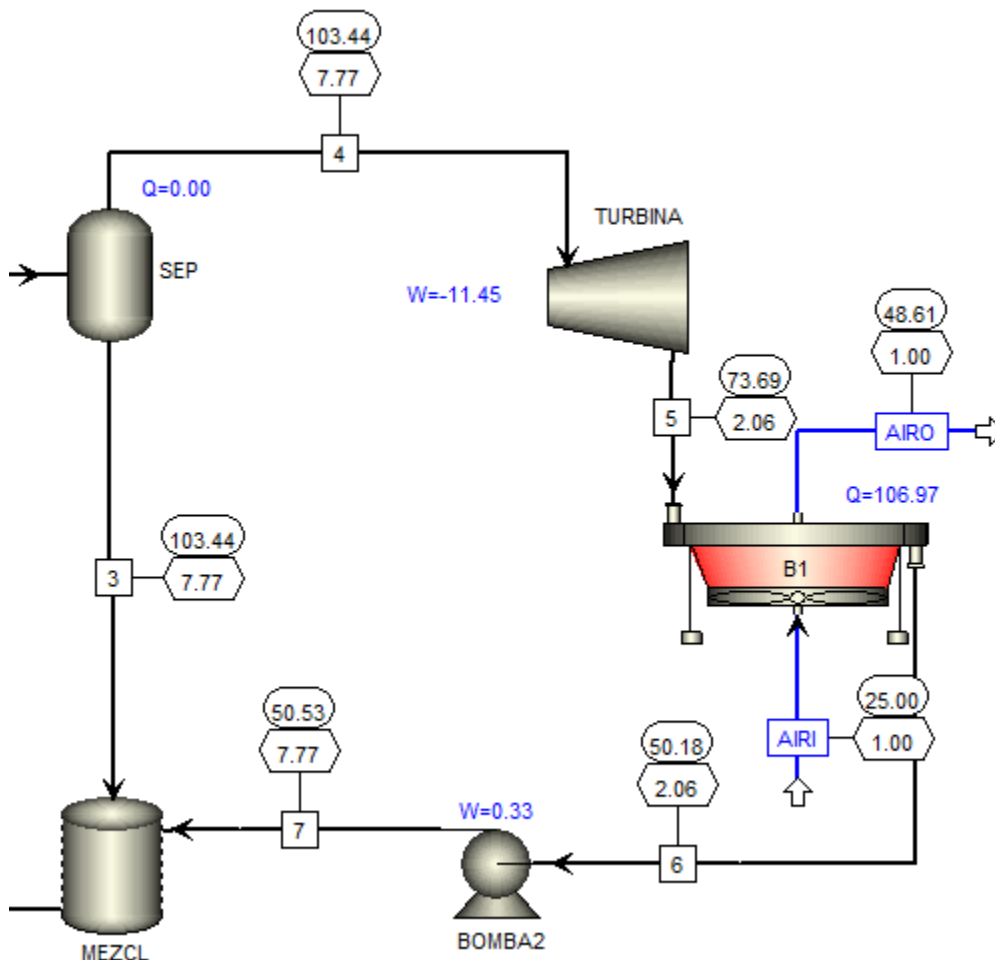 103.44
7.77
4
Q=0.00
SEP
TURBINA
W=-11.45
48.61
1.00
AIRO
73.69
2.06
5
Q=106.97
B1
103.44
7.77
3
25.00
1.00
AIRI
50.53
7.77
7
50.18
2.06
6
W=0.33
BOMBA2
MEZCL